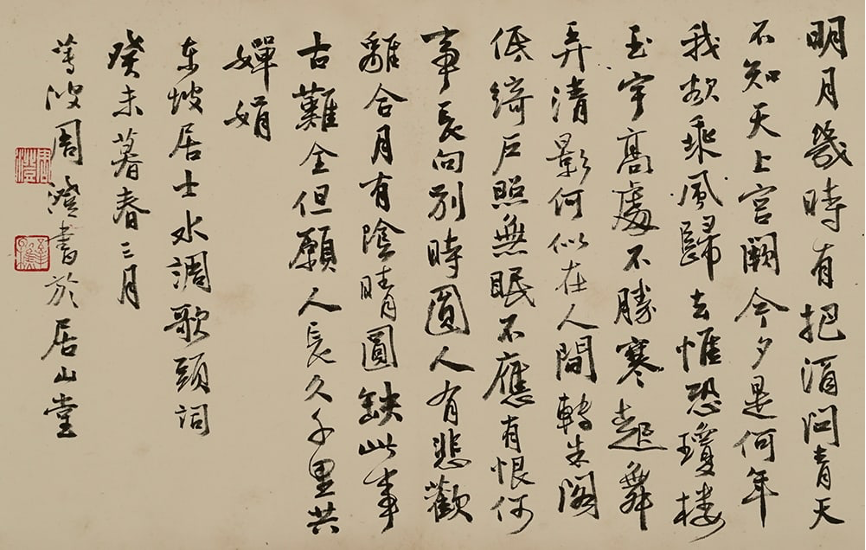 明月幾時有把酒問青天
不知天上宮闕今夕是何年
我欲乘風歸去惟恐瓊樓
玉宇高處不勝寒起舞
弄清影何似在人間轉朱閣
低綺戶照無眠不應有恨何
事長向別時圓人有悲歡
離合月有陰晴圓缺此事
古難全但願人長久千里共
嬋娟
東坡居士水調歌頭詞
癸未暮春三月
蓴波周澄書於居山堂
周澄